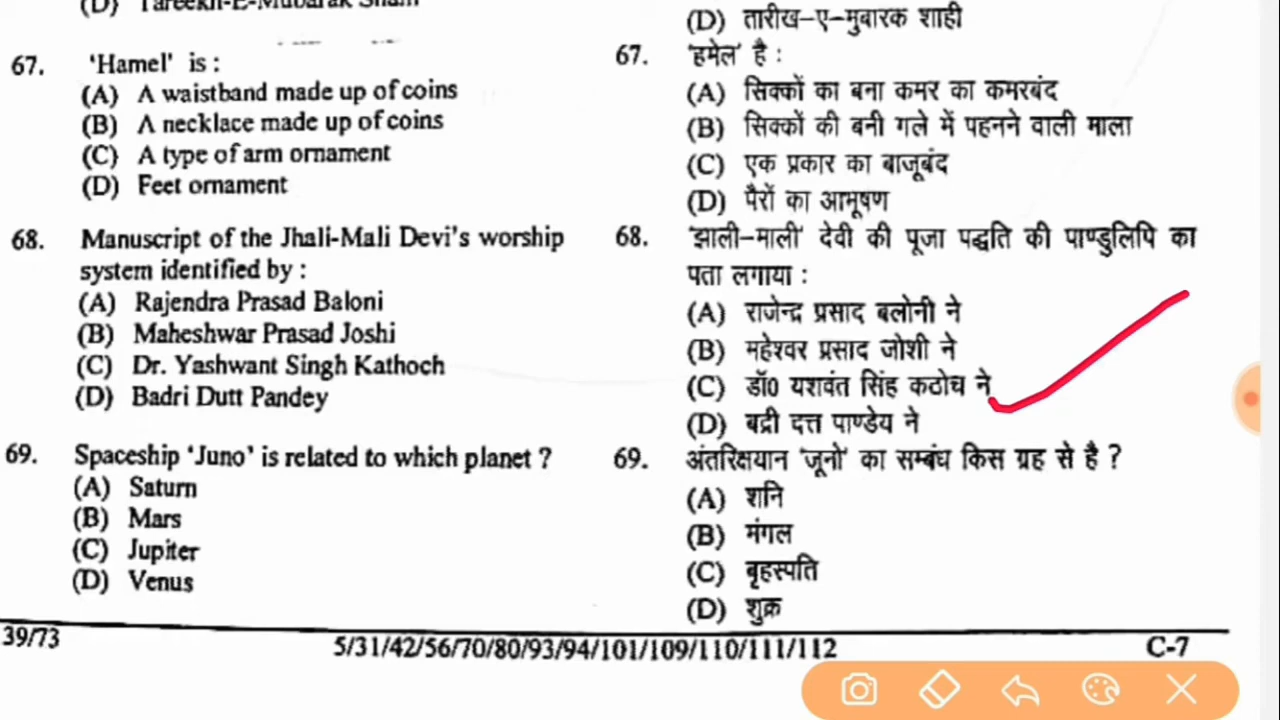 (D) Tareekh-E-Mubarak Shahi
67. 'Hamel' is :
(A) A waistband made up of coins
(B) A necklace made up of coins
(C) A type of arm ornament
(D) Feet ornament
68. Manuscript of the Jhali-Mali Devi's worship
system identified by :
(A) Rajendra Prasad Baloni
(B) Maheshwar Prasad Joshi
(C) Dr. Yashwant Singh Kathoch
(D) Badri Dutt Pandey
69. Spaceship 'Juno' is related to which planet ?
(A) Saturn
(B) Mars
(C) Jupiter
(D) Venus
(D) तारीख-ए-मुबारक शाही
67. 'हमेल' है :
(A) सिक्कों का बना कमर का कमरबंद
(B) सिक्कों की बनी गले में पहनने वाली माला
(C) एक प्रकार का बाजूबंद
(D) पैरों का आभूषण
68. 'झाली-माली' देवी की पूजा पद्धति की पाण्डुलिपि का
पता लगाया :
(A) राजेन्द्र प्रसाद बलोनी ने
(B) महेश्वर प्रसाद जोशी ने
(C) डॉ0 यशवंत सिंह कठोच ने
(D) बद्री दत्त पाण्डेय ने
69. अंतरिक्षयान 'जूनो' का सम्बंध किस ग्रह से है ?
(A) शनि
(B) मंगल
(C) बृहस्पति
(D) शुक्र
39/73 5/31/42/56/70/80/93/94/101/109/110/111/112 C-7